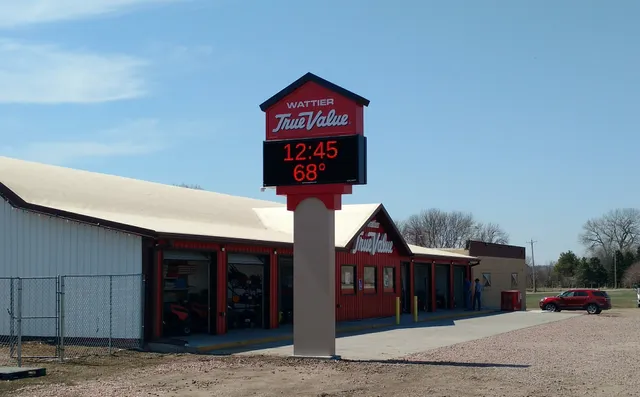 WATTIER
True Value
12:45
68°
True Value